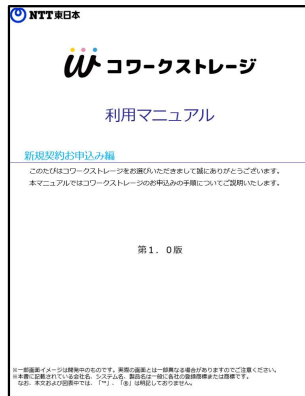 NTT東日本
コワークストレージ
利用マニュアル
新規契約お申込み編
このたびはコワークストレージをお選びいただきまして誠にありがとうございます。
本マニュアルではコワークストレージのお申込みの手順についてご説明いたします。
第1.0版
※一部画面イメージは開発中のものです。実際の画面とは一部異なる場合がありますのでご注意ください。
※本書に記載されている会社名、システム名、製品名は一般に各社の登録商標または商標です。
なお、本文および図表中では、「™」、「®」は明記しておりません。